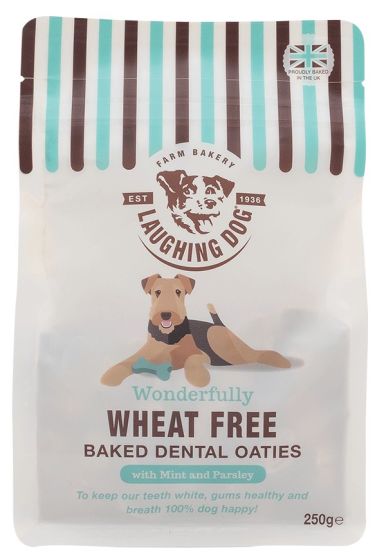 PROUDLY BAKED
IN THE UK
FARM BAKERY
EST 1936
LAUGHING DOG®
Wonderfully
WHEAT FREE
BAKED DENTAL OATIES
with Mint and Parsley
To keep our teeth white, gums healthy and
breath 100% dog happy!
250g℮